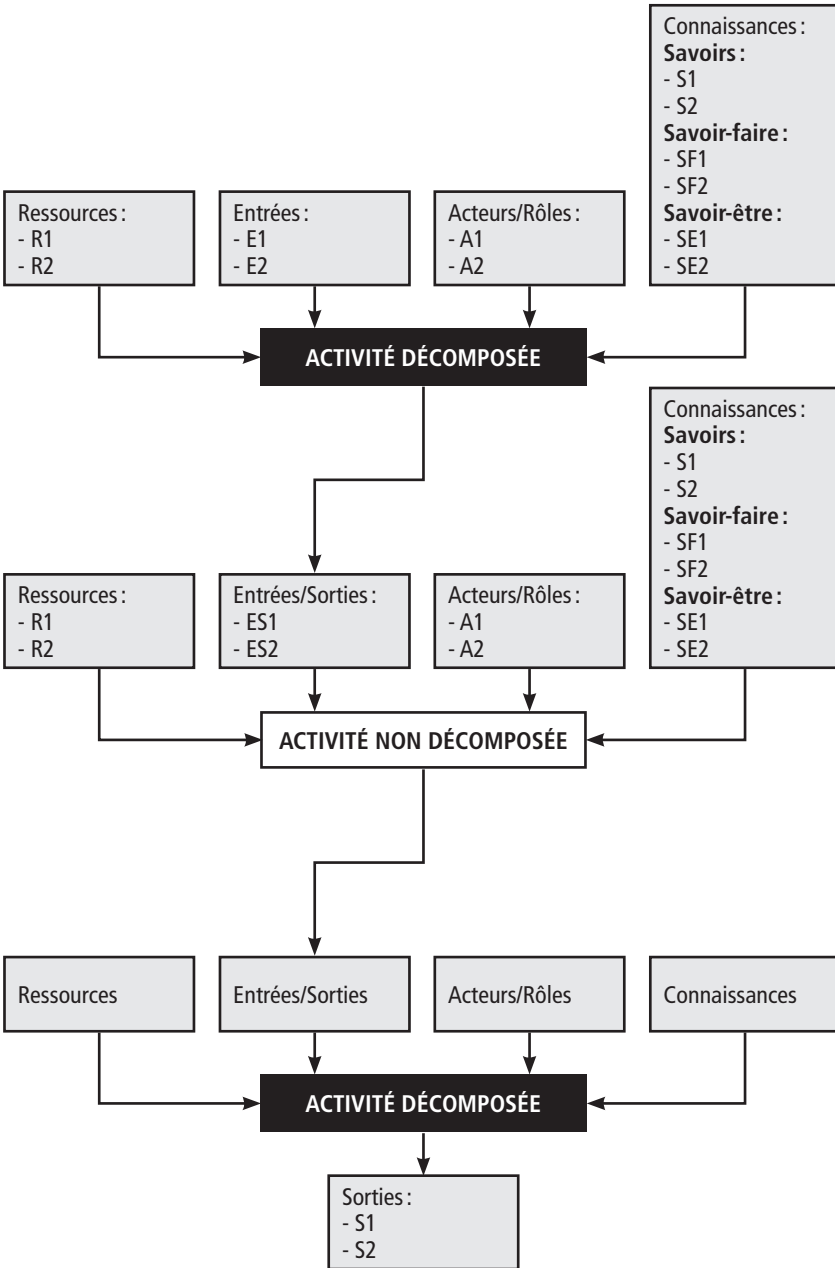 Connaissances :
Savoirs :
- S1
- S2
Savoir-faire :
- SF1
- SF2
Savoir-être :
- SE1
- SE2
Ressources :
- R1
- R2
Entrées :
- E1
- E2
Acteurs/Rôles :
- A1
- A2
ACTIVITÉ DÉCOMPOSÉE
Connaissances :
Savoirs :
- S1
- S2
Savoir-faire :
- SF1
- SF2
Savoir-être :
- SE1
- SE2
Ressources :
- R1
- R2
Entrées/Sorties :
- ES1
- ES2
Acteurs/Rôles :
- A1
- A2
ACTIVITÉ NON DÉCOMPOSÉE
Ressources
Entrées/Sorties
Acteurs/Rôles
Connaissances
ACTIVITÉ DÉCOMPOSÉE
Sorties :
- S1
- S2